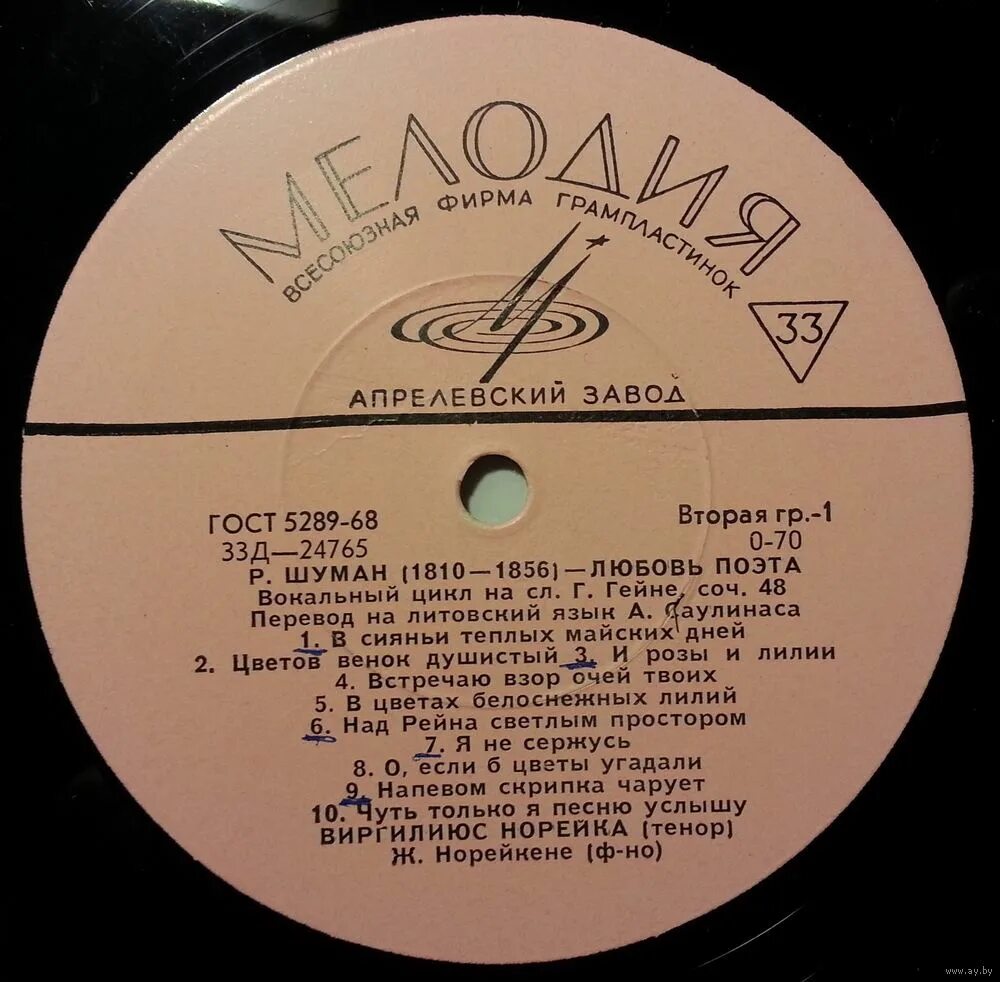 МЕЛОДИЯ
ВСЕСОЮЗНАЯ ФИРМА ГРАМПЛАСТИНОК
33
АПРЕЛЕВСКИЙ ЗАВОД
ГОСТ 5289-68 Вторая гр.-1
33Д—24765 0-70
Р. ШУМАН (1810—1856)—ЛЮБОВЬ ПОЭТА
Вокальный цикл на сл. Г. Гейне, соч. 48
Перевод на литовский язык А. Саулинаса
1. В сияньи теплых майских дней
2. Цветов венок душистый 3. И розы и лилии
4. Встречаю взор очей твоих
5. В цветах белоснежных лилий
6. Над Рейна светлым простором
7. Я не сержусь
8. О, если б цветы угадали
9. Напевом скрипка чарует
10. Чуть только я песню услышу
ВИРГИЛИЮС НОРЕЙКА (тенор)
Ж. Норейкене (ф-но)
www.ay.by